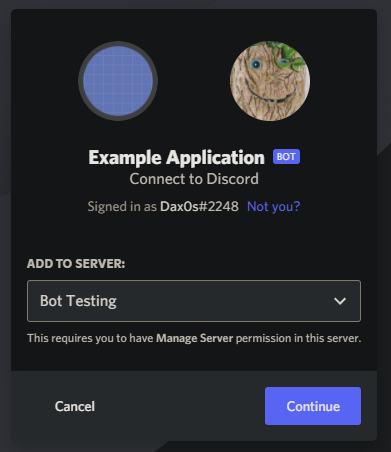 Example Application BOT
Connect to Discord
Signed in as Dax0s#2248 Not you?
ADD TO SERVER:
Bot Testing
This requires you to have Manage Server permission in this server.
Cancel
Continue